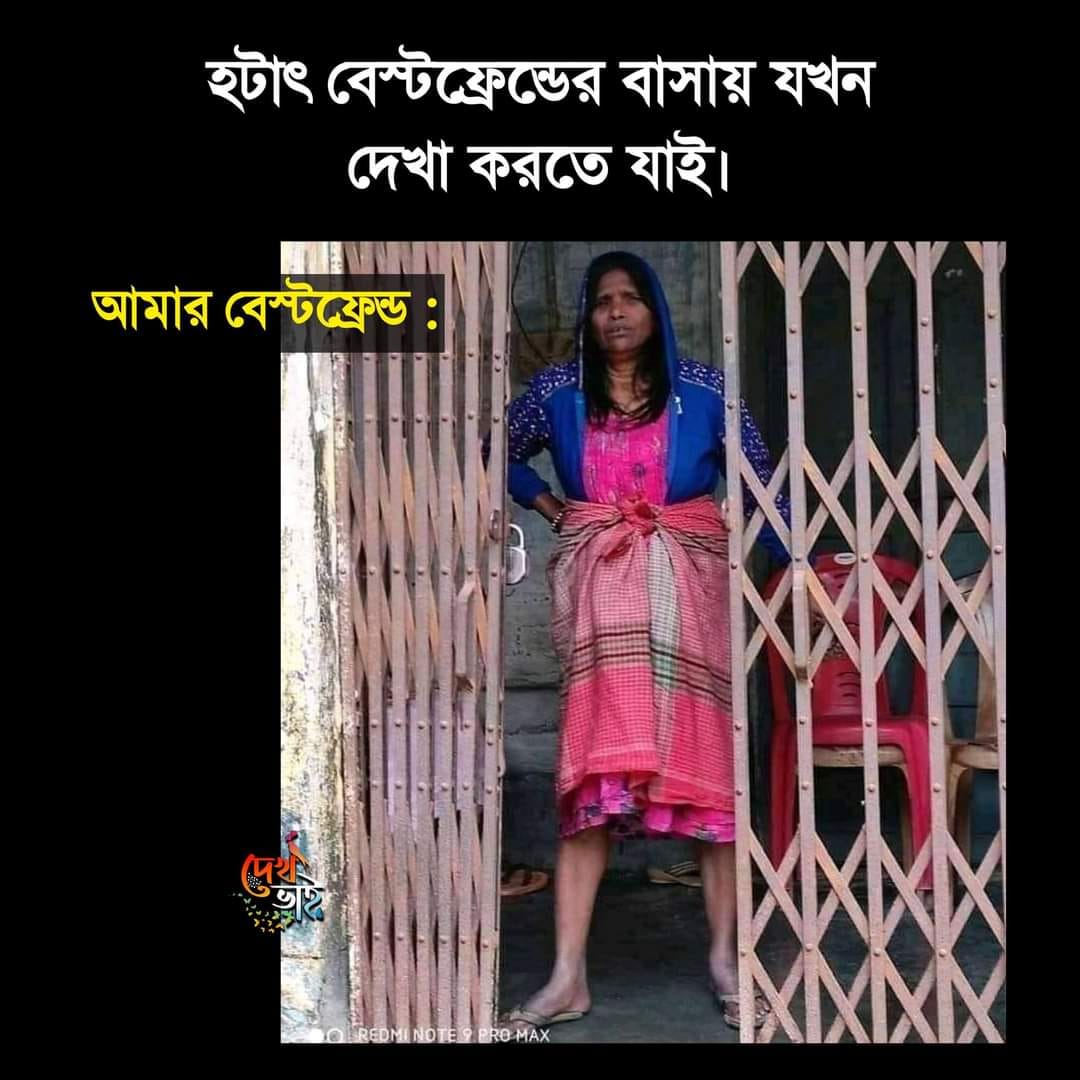 হটাৎ বেস্টফ্রেন্ডের বাসায় যখন
দেখা করতে যাই।
আমার বেস্টফ্রেন্ড :
দেখ
ভাই
REDMI NOTE 9 PRO MAX